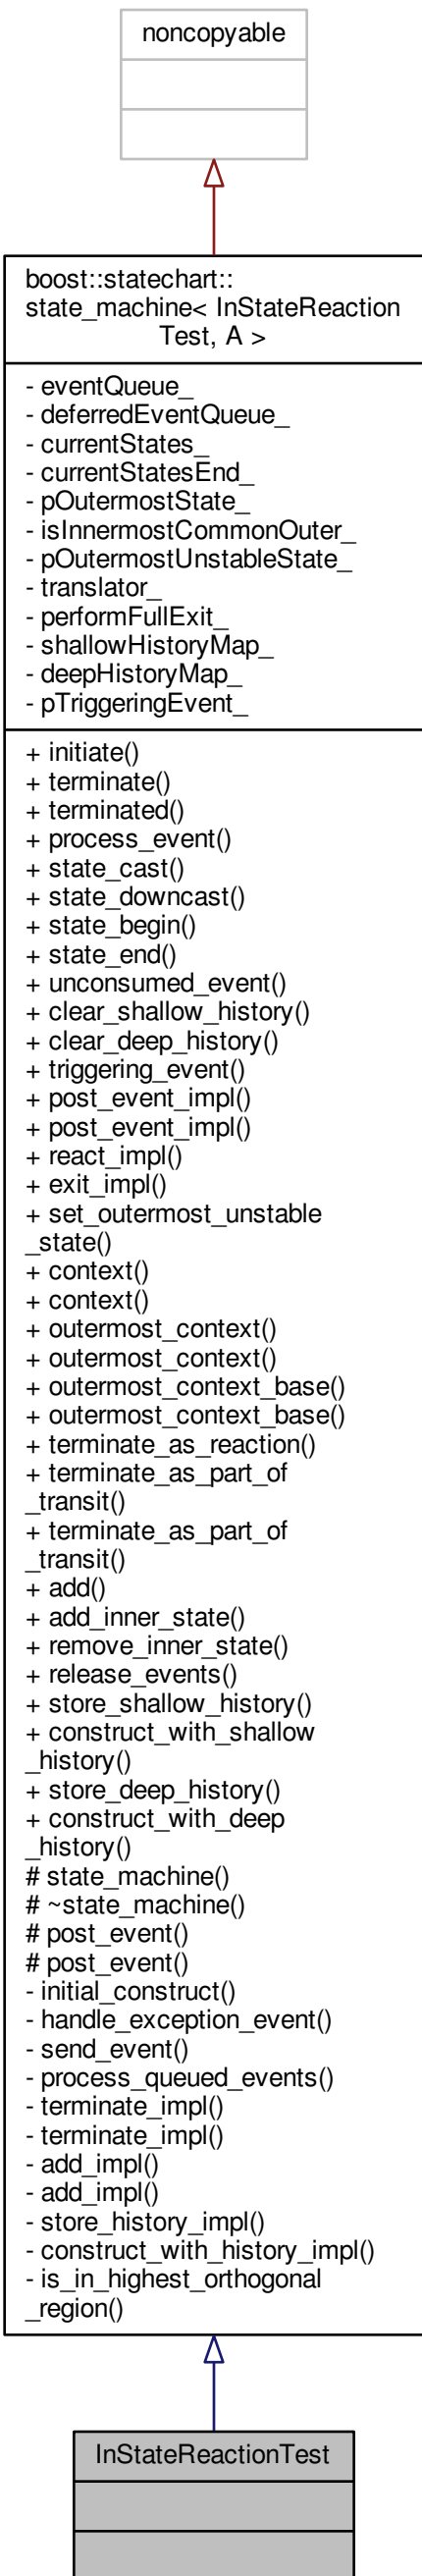 noncopyable
boost::statechart::
state_machine< InStateReaction
Test, A >
- eventQueue_
- deferredEventQueue_
- currentStates_
- currentStatesEnd_
- pOutermostState_
- isInnermostCommonOuter_
- pOutermostUnstableState_
- translator_
- performFullExit_
- shallowHistoryMap_
- deepHistoryMap_
- pTriggeringEvent_
+ initiate()
+ terminate()
+ terminated()
+ process_event()
+ state_cast()
+ state_downcast()
+ state_begin()
+ state_end()
+ unconsumed_event()
+ clear_shallow_history()
+ clear_deep_history()
+ triggering_event()
+ post_event_impl()
+ post_event_impl()
+ react_impl()
+ exit_impl()
+ set_outermost_unstable
_state()
+ context()
+ context()
+ outermost_context()
+ outermost_context()
+ outermost_context_base()
+ outermost_context_base()
+ terminate_as_reaction()
+ terminate_as_part_of
_transit()
+ terminate_as_part_of
_transit()
+ add()
+ add_inner_state()
+ remove_inner_state()
+ release_events()
+ store_shallow_history()
+ construct_with_shallow
_history()
+ store_deep_history()
+ construct_with_deep
_history()
# state_machine()
# ~state_machine()
# post_event()
# post_event()
- initial_construct()
- handle_exception_event()
- send_event()
- process_queued_events()
- terminate_impl()
- terminate_impl()
- add_impl()
- add_impl()
- store_history_impl()
- construct_with_history_impl()
- is_in_highest_orthogonal
_region()
InStateReactionTest